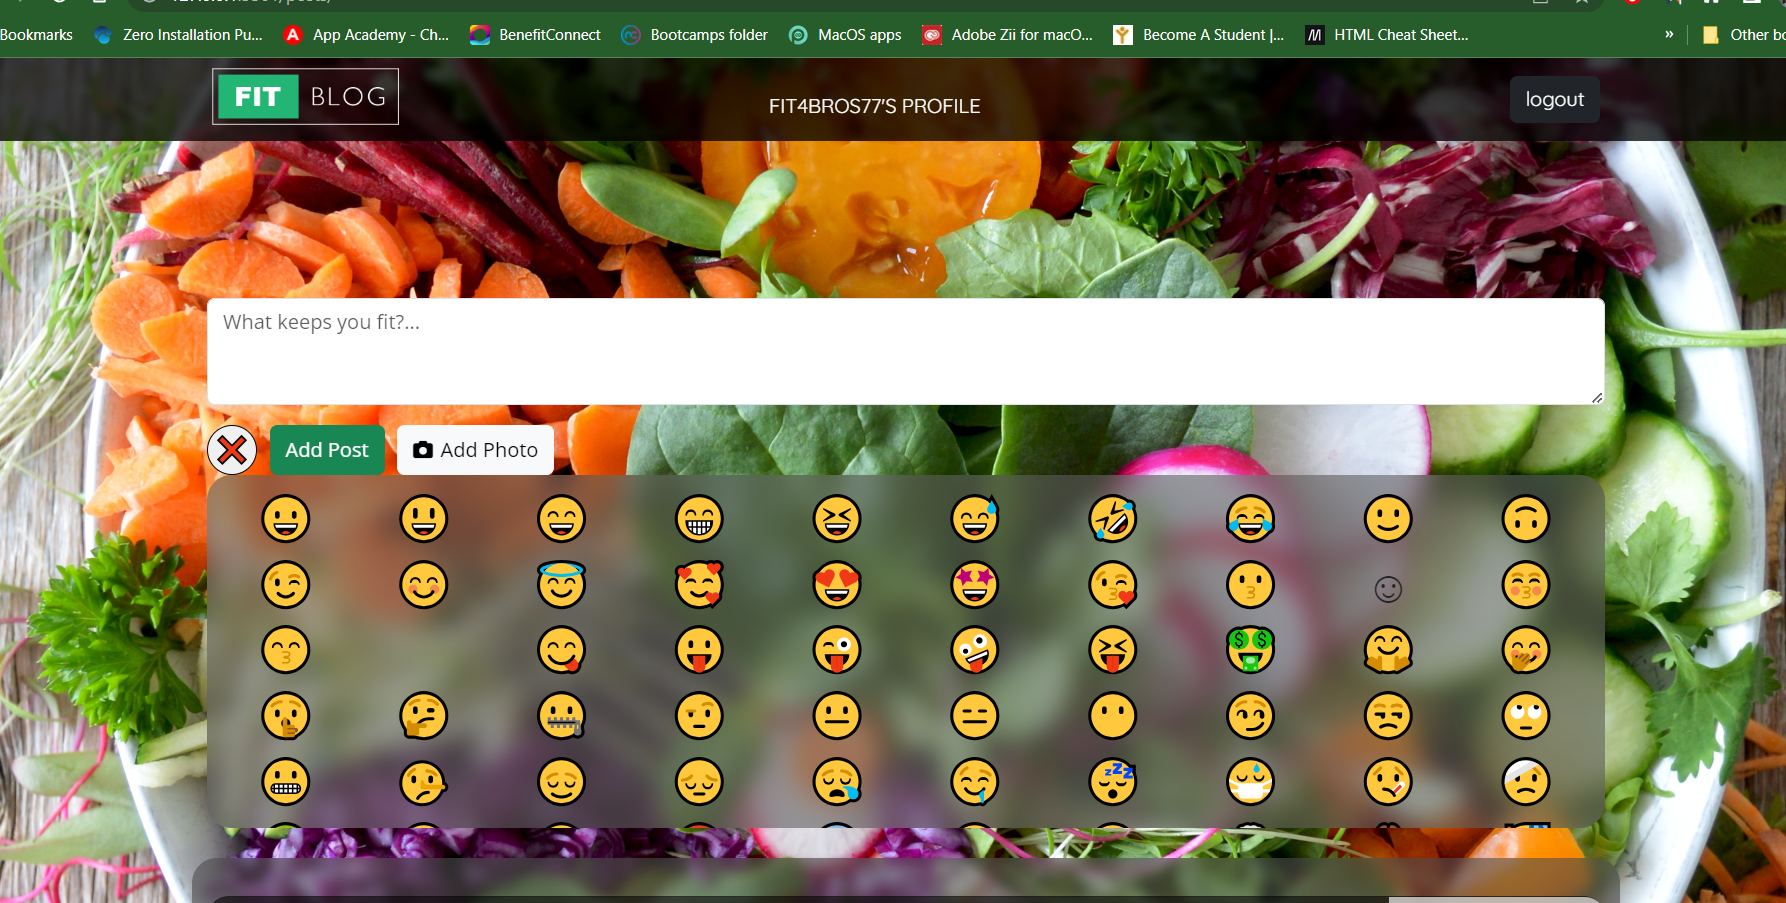 Bookmarks
Zero Installation Pu...
App Academy - Ch...
BenefitConnect
Bootcamps folder
MacOS apps
Adobe Zii for macO...
Become A Student |...
HTML Cheat Sheet...
»
Other bo
FIT BLOG
FIT4BROS77'S PROFILE
logout
What keeps you fit?...
Add Post
Add Photo